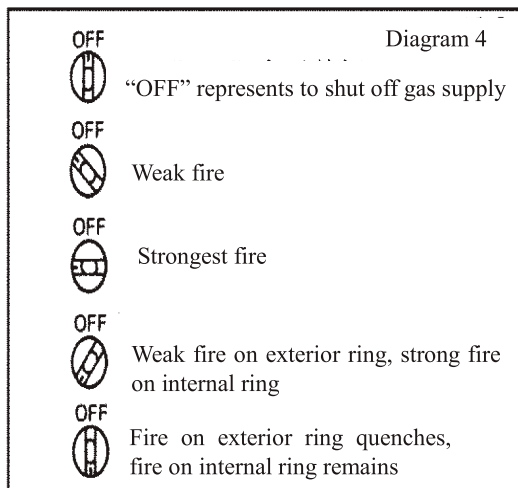 OFF
Diagram 4
“OFF” represents to shut off gas supply
OFF
Weak fire
OFF
Strongest fire
OFF
Weak fire on exterior ring, strong fire
on internal ring
OFF
Fire on exterior ring quenches,
fire on internal ring remains